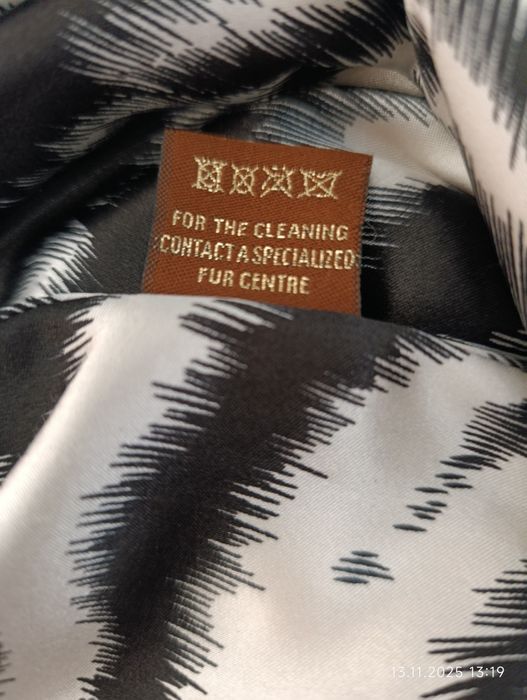 FOR THE CLEANING
CONTACT A SPECIALIZED
FUR CENTRE
13.11.2025 13:19